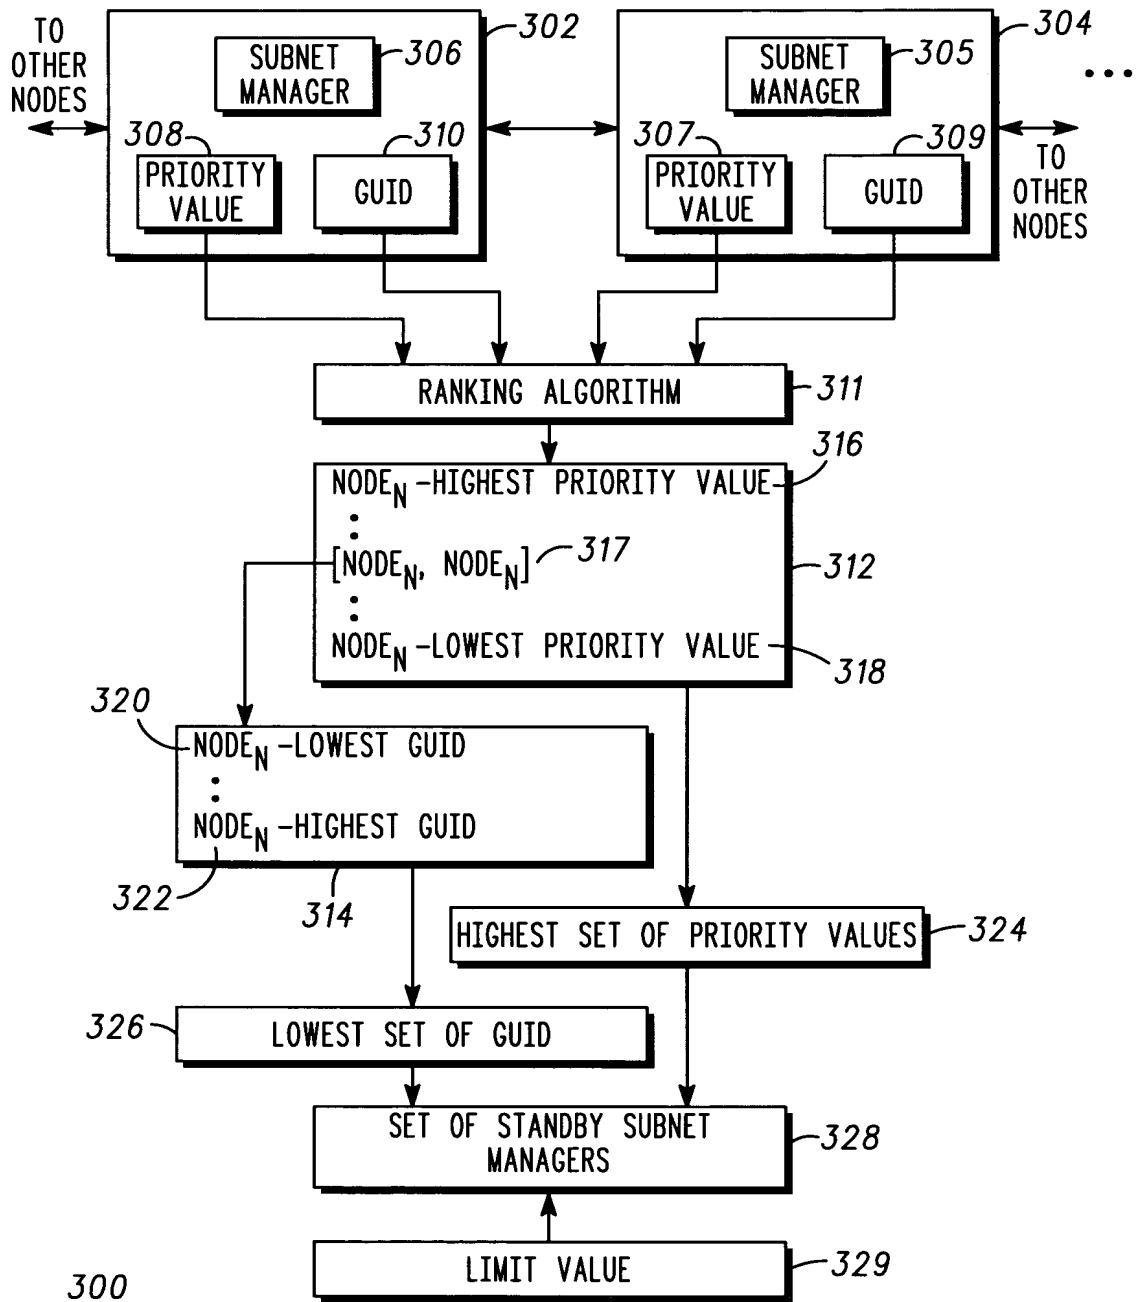 TO
OTHER
NODES
302
SUBNET
MANAGER
306
308
PRIORITY
VALUE
310
GUID
304
SUBNET
MANAGER
305
307
PRIORITY
VALUE
309
GUID
TO
OTHER
NODES
RANKING ALGORITHM
311
NODEN -HIGHEST PRIORITY VALUE
316
[NODEN, NODEN]
317
312
NODEN -LOWEST PRIORITY VALUE
318
320
NODEN -LOWEST GUID
NODEN -HIGHEST GUID
322
314
HIGHEST SET OF PRIORITY VALUES
324
326
LOWEST SET OF GUID
SET OF STANDBY SUBNET
MANAGERS
328
LIMIT VALUE
329
300